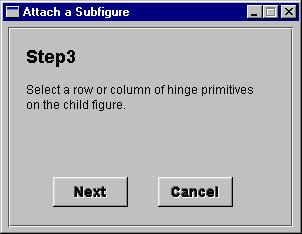 Attach a Subfigure
Step3
Select a row or column of hinge primitives
on the child figure.
Next
Cancel